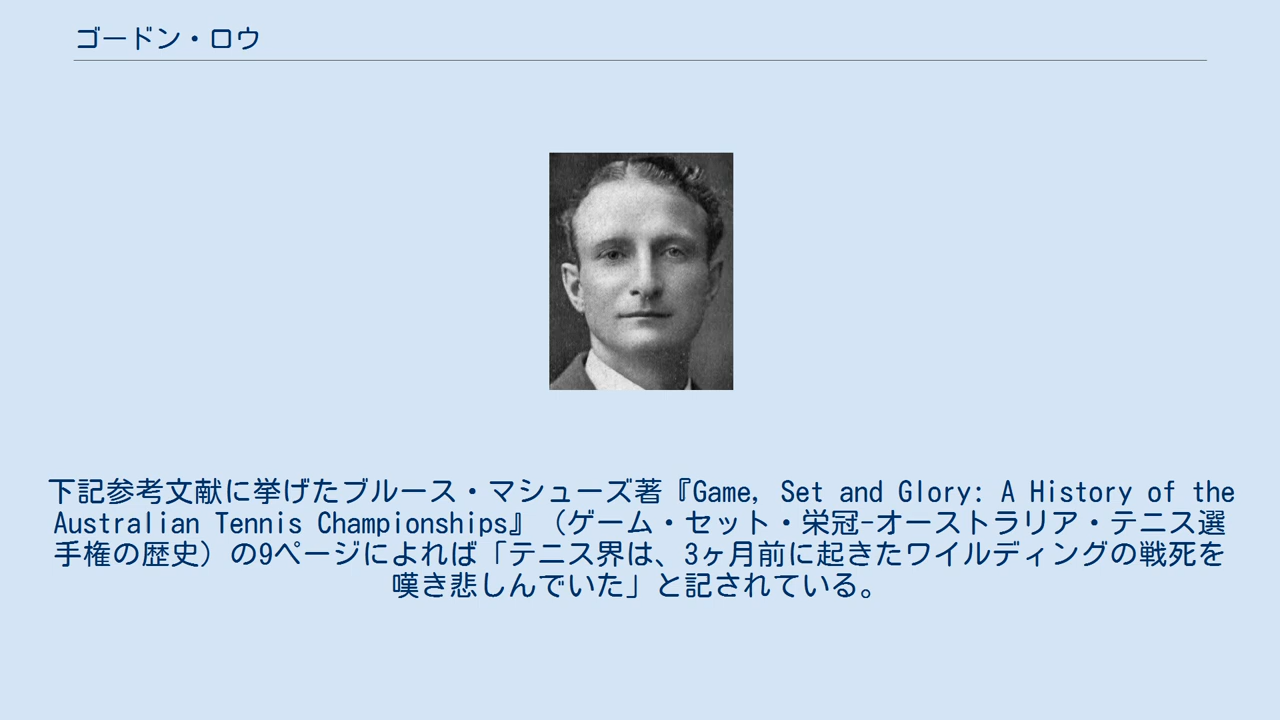 ゴードン・ロウ
下記参考文献に挙げたブルース・マシューズ著『Game, Set and Glory: A History of the
Australian Tennis Championships』（ゲーム・セット・栄冠-オーストラリア・テニス選
手権の歴史）の9ページによれば「テニス界は、3ヶ月前に起きたワイルディングの戦死を
嘆き悲しんでいた」と記されている。